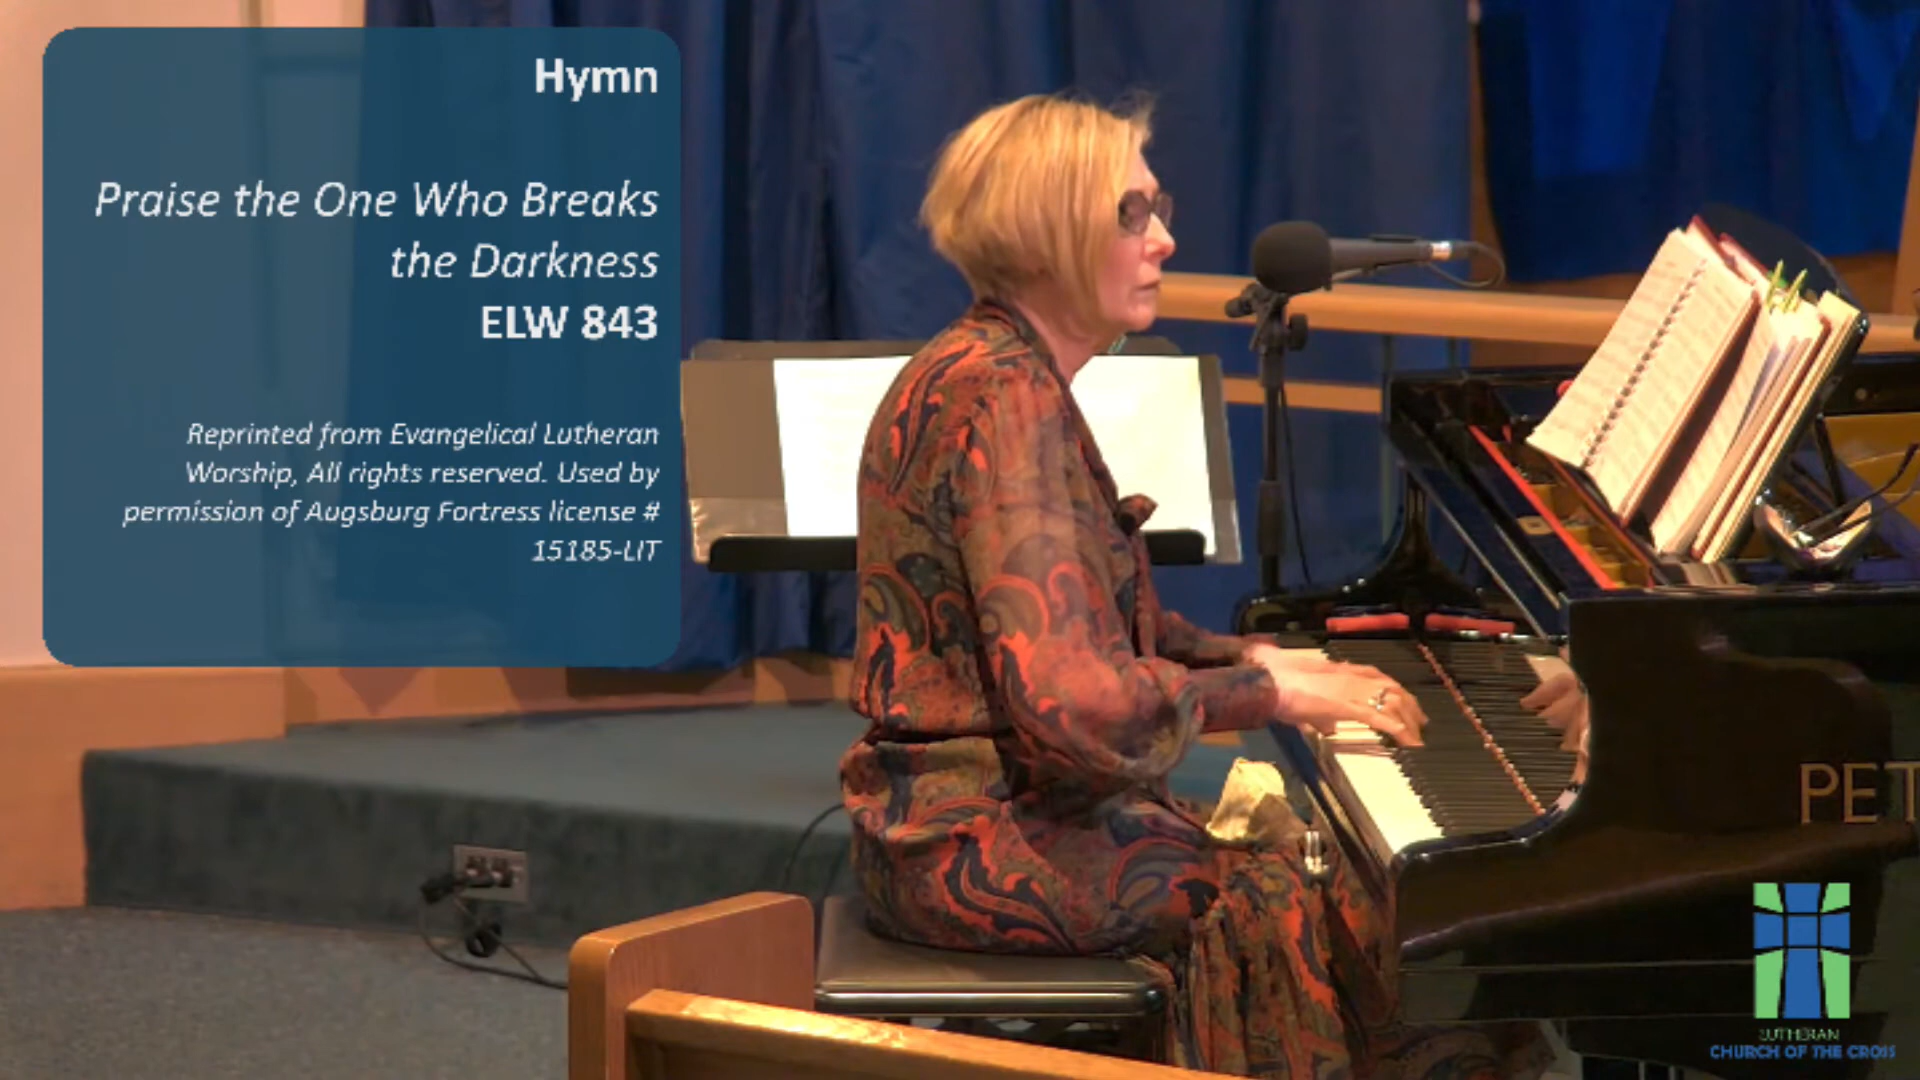 Hymn
Praise the One Who Breaks
the Darkness
ELW 843
Reprinted from Evangelical Lutheran
Worship, All rights reserved. Used by
permission of Augsburg Fortress license #
15185-LIT
PET
LUTHERAN
CHURCH OF THE CROSS